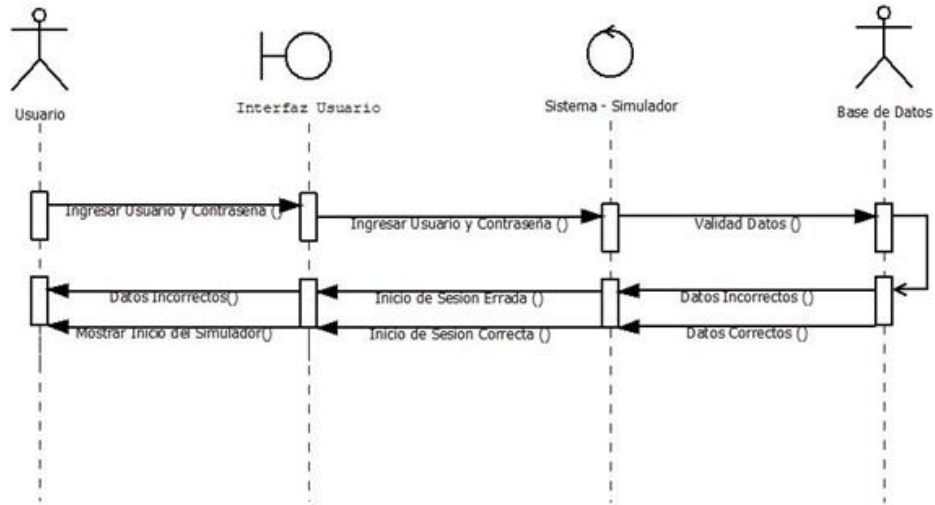 Usuario
Interfaz Usuario
Sistema - Simulador
Base de Datos
Ingresar Usuario y Contraseña ()
Ingresar Usuario y Contraseña ()
Validad Datos ()
Datos Incorrectos()
Inicio de Sesion Errada ()
Datos Incorrectos ()
Mostrar Inicio del Simulador()
Inicio de Sesion Correcta ()
Datos Correctos ()